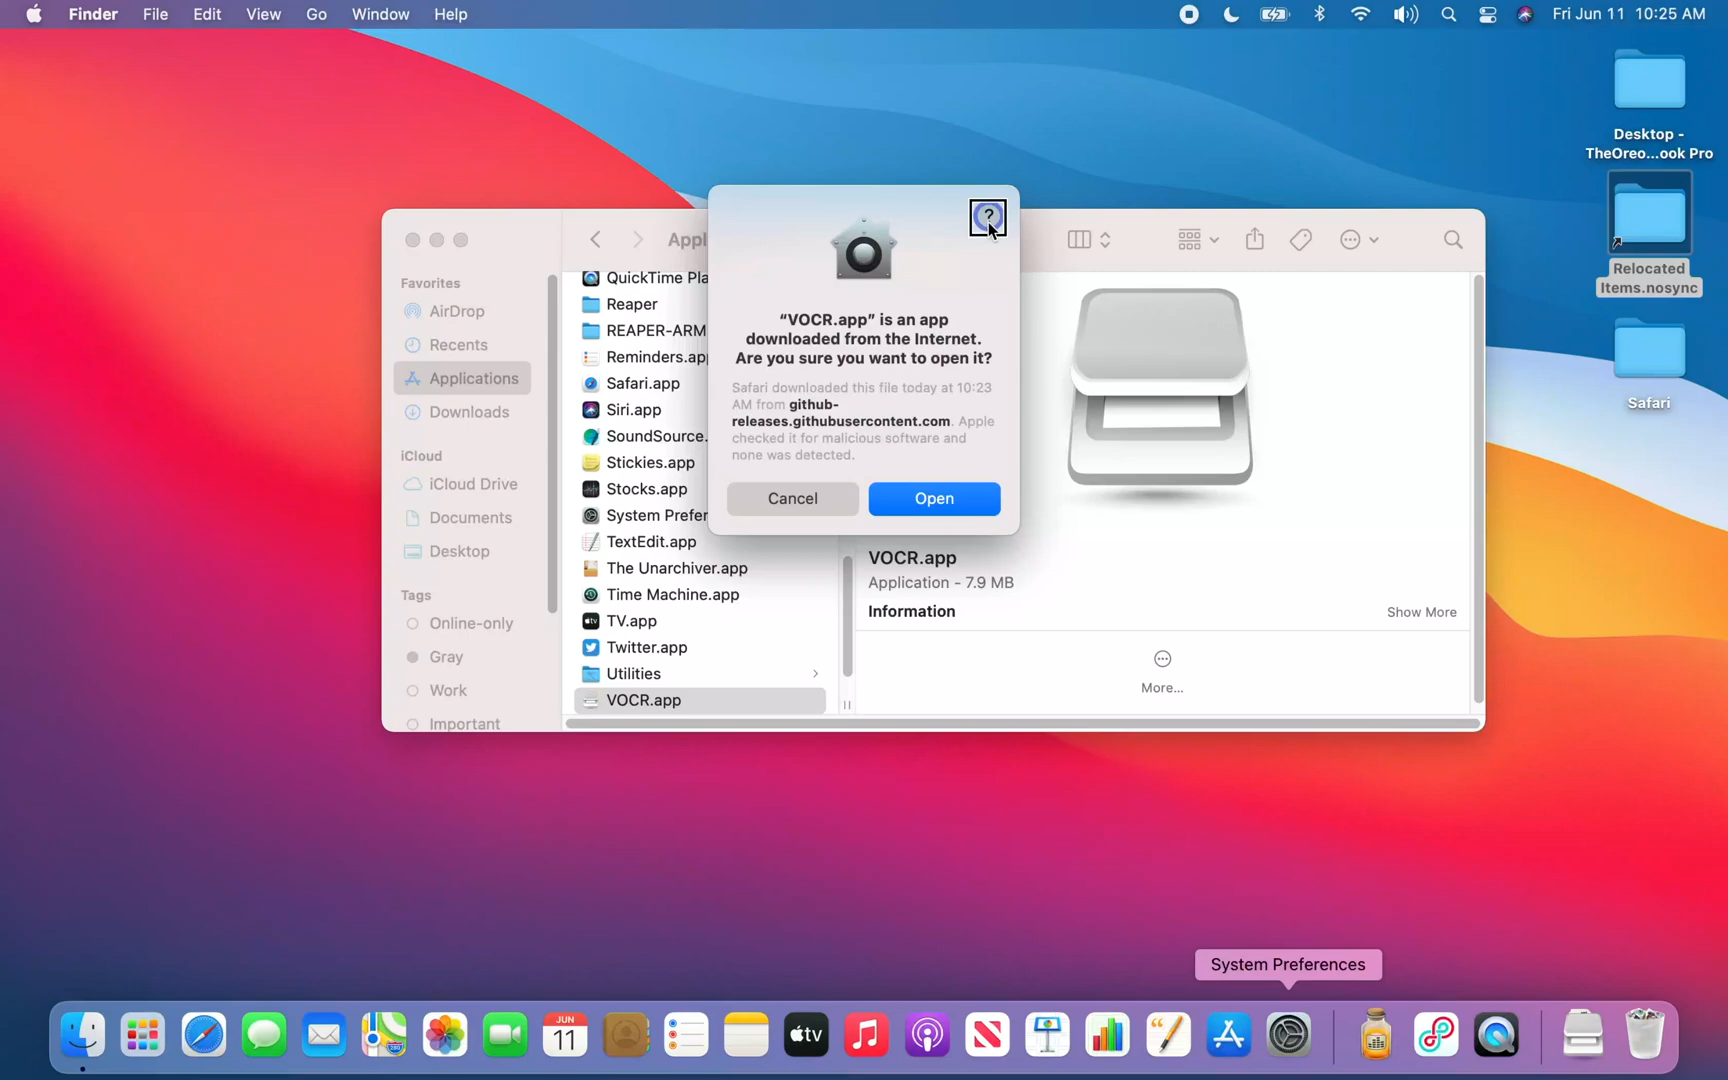 Finder File Edit View Go Window Help
Fri Jun 11 10:25 AM
Desktop -
TheOreo...ook Pro
Relocated
Items.nosync
Safari
Favorites
AirDrop
Recents
Applications
Downloads
iCloud
iCloud Drive
Documents
Desktop
Tags
Online-only
Gray
Work
Important
Appl
QuickTime Pla
Reaper
REAPER-ARM
Reminders.app
Safari.app
Siri.app
SoundSource.
Stickies.app
Stocks.app
System Prefer
TextEdit.app
The Unarchiver.app
Time Machine.app
TV.app
Twitter.app
Utilities
VOCR.app
?
“VOCR.app” is an app
downloaded from the Internet.
Are you sure you want to open it?
Safari downloaded this file today at 10:23
AM from github-
releases.githubusercontent.com. Apple
checked it for malicious software and
none was detected.
Cancel
Open
VOCR.app
Application - 7.9 MB
Information
Show More
More...
System Preferences
JUN
11
tv